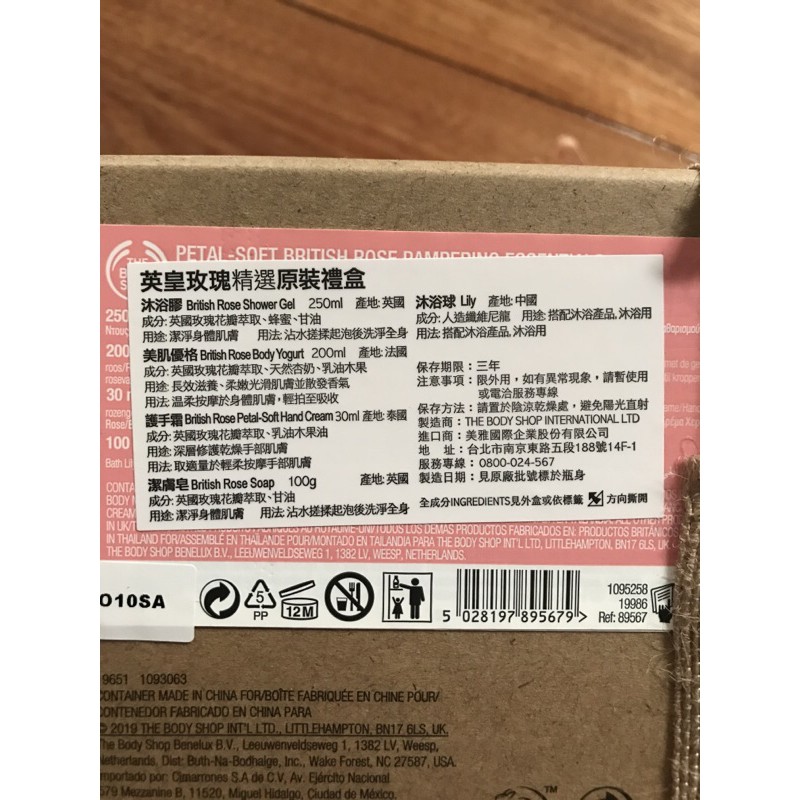 PETAL-SOFT BRITISH ROSE PAMPERING
THE
英皇玫瑰精選原裝禮盒
沐浴膠 British Rose Shower Gel 250ml 產地: 英國
成分: 英國玫瑰花瓣萃取、蜂蜜、甘油
用途: 潔淨身體肌膚 用法: 沾水搓揉起泡後洗淨全身
美肌優格 British Rose Body Yogurt 200ml 產地: 法國
成分: 英國玫瑰花瓣萃取、天然杏奶、乳油木果
用途: 長效滋養、柔嫩光滑肌膚並散發香氣
用法: 溫柔按摩於身體肌膚, 輕拍至吸收
護手霜 British Rose Petal-Soft Hand Cream 30ml 產地: 泰國
成分: 英國玫瑰花瓣萃取、乳油木果油
用途: 深層修護乾燥手部肌膚
用法: 取適量於輕柔按摩手部肌膚
潔膚皂 British Rose Soap 100g 產地: 英國
成分: 英國玫瑰花瓣萃取、甘油
用途: 潔淨身體肌膚 用法: 沾水搓揉起泡後洗淨全身
沐浴球 Lily 產地: 中國
成分: 人造纖維尼龍 用途: 搭配沐浴產品, 沐浴用
用法: 搭配沐浴產品, 沐浴用
保存期限: 三年
注意事項: 限外用, 如有異常現象, 請暫使用
或電洽服務專線
保存方法: 請置於陰涼乾燥處, 避免陽光直射
製造商: THE BODY SHOP INTERNATIONAL LTD
進口商: 美雅國際企業股份有限公司
地 址: 台北市南京東路五段188號14F-1
服務專線: 0800-024-567
製造日期: 見原廠批號標於瓶身
全成分INGREDIENTS見外盒或依標籤 方向撕開
IN THAILAND FOR/ASSEMBLÉ EN THAÏLANDE POUR/MONTADO EN TAILANDIA PARA THE BODY SHOP INT'L LTD, LITTLEHAMPTON, BN17 6LS, U
THE BODY SHOP BENELUX B.V., LEEUWENVELDSEWEG 1, 1382 LV, WEESP, NETHERLANDS.
O10SA
5
PP
12M
5 028197 895679 >
1095258
19986
Ref: 89567
9651 1093063
CONTAINER MADE IN CHINA FOR/BOÎTE FABRIQUÉE EN CHINE POUR/
CONTENEDOR FABRICADO EN CHINA PARA
© 2019 THE BODY SHOP INT'L LTD., LITTLEHAMPTON, BN17 6LS, UK.
The Body Shop Benelux B.V., Leeuwenveldseweg 1, 1382 LV, Weesp,
Netherlands. Dist: Buth-Na-Bodhaige, Inc., Wake Forest, NC 27587, USA.
Importado por: Cimarrones S.A de C.V, Av. Ejército Nacional
579 Mezzanine B, 11520, Miguel Hidalgo, Ciudad de México.
TM